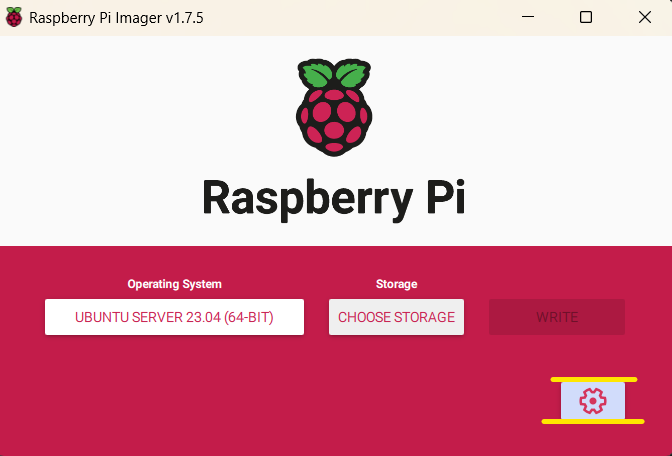 Raspberry Pi Imager v1.7.5
Raspberry Pi
Operating System
Storage
UBUNTU SERVER 23.04 (64-BIT)
CHOOSE STORAGE
WRITE